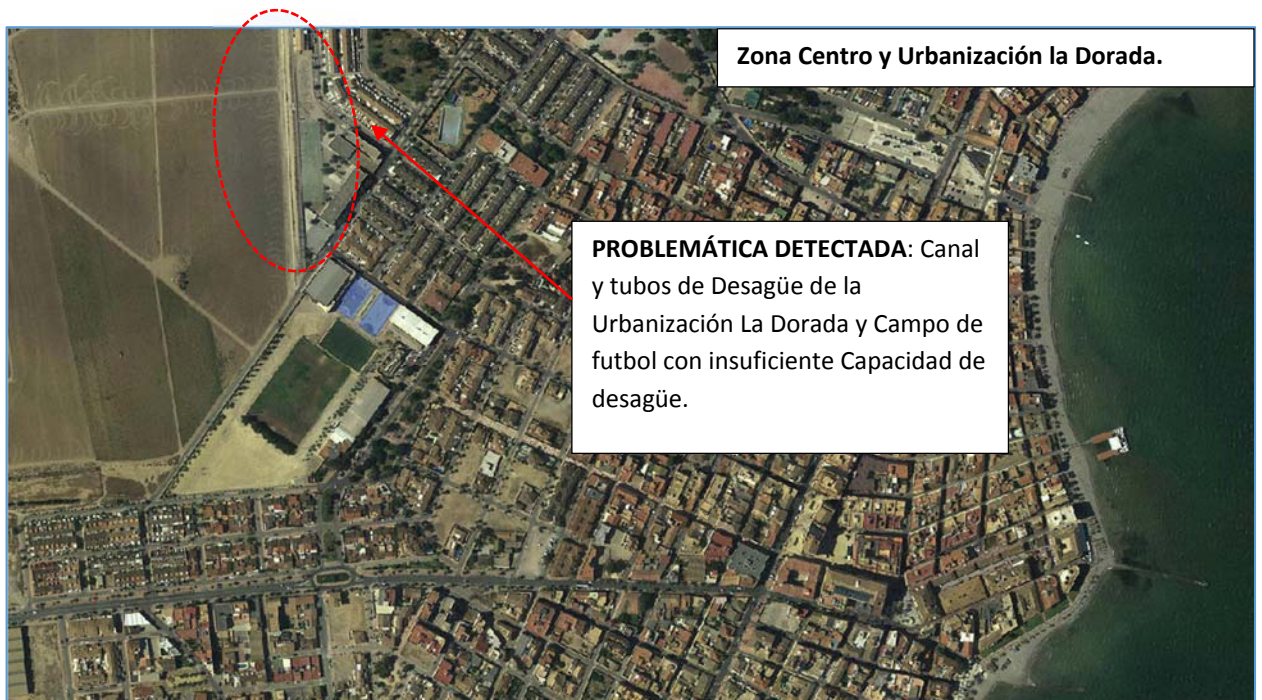 Zona Centro y Urbanización la Dorada.
PROBLEMÁTICA DETECTADA: Canal
y tubos de Desagüe de la
Urbanización La Dorada y Campo de
futbol con insuficiente Capacidad de
desagüe.